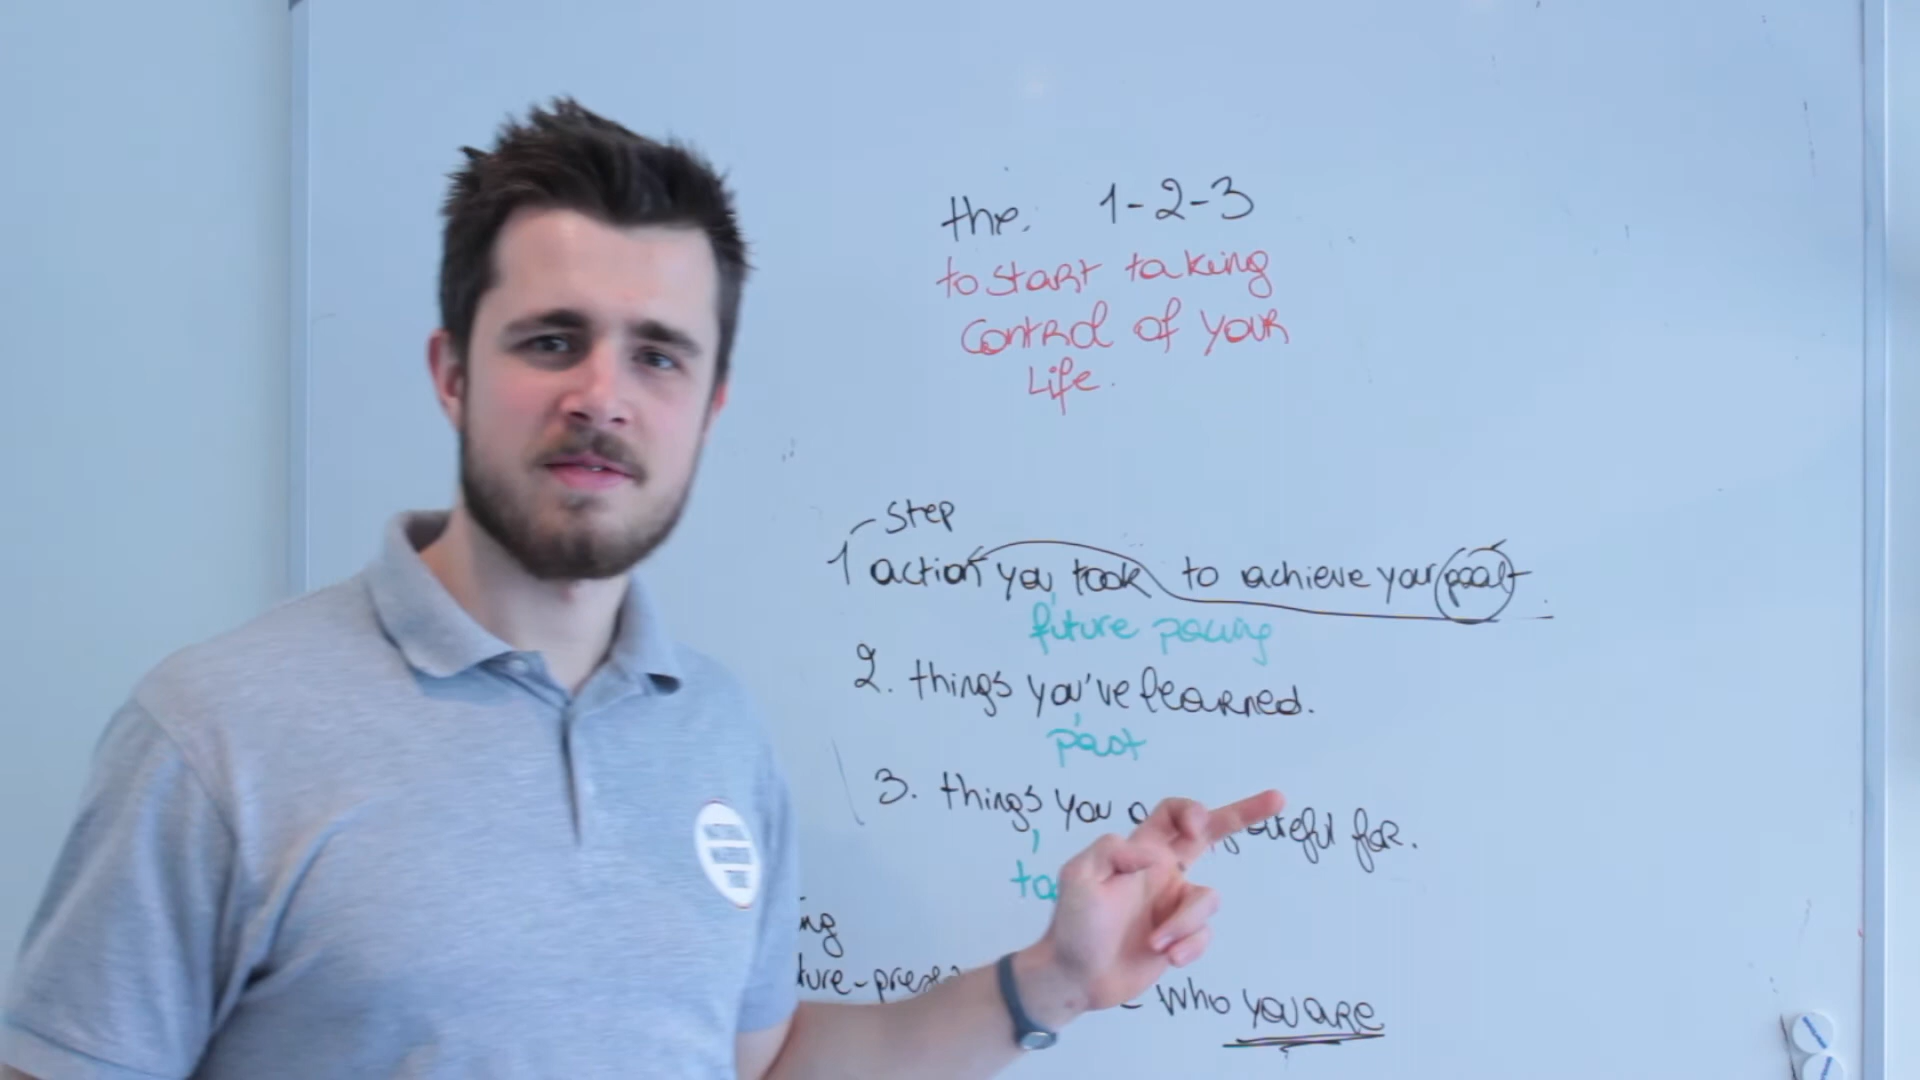 the. 1-2-3
to start taking
control of your
Life.
Step
1 action you took to achieve your goal
future pacing
2. things you've learned.
past
3. things you grateful for.
who you are